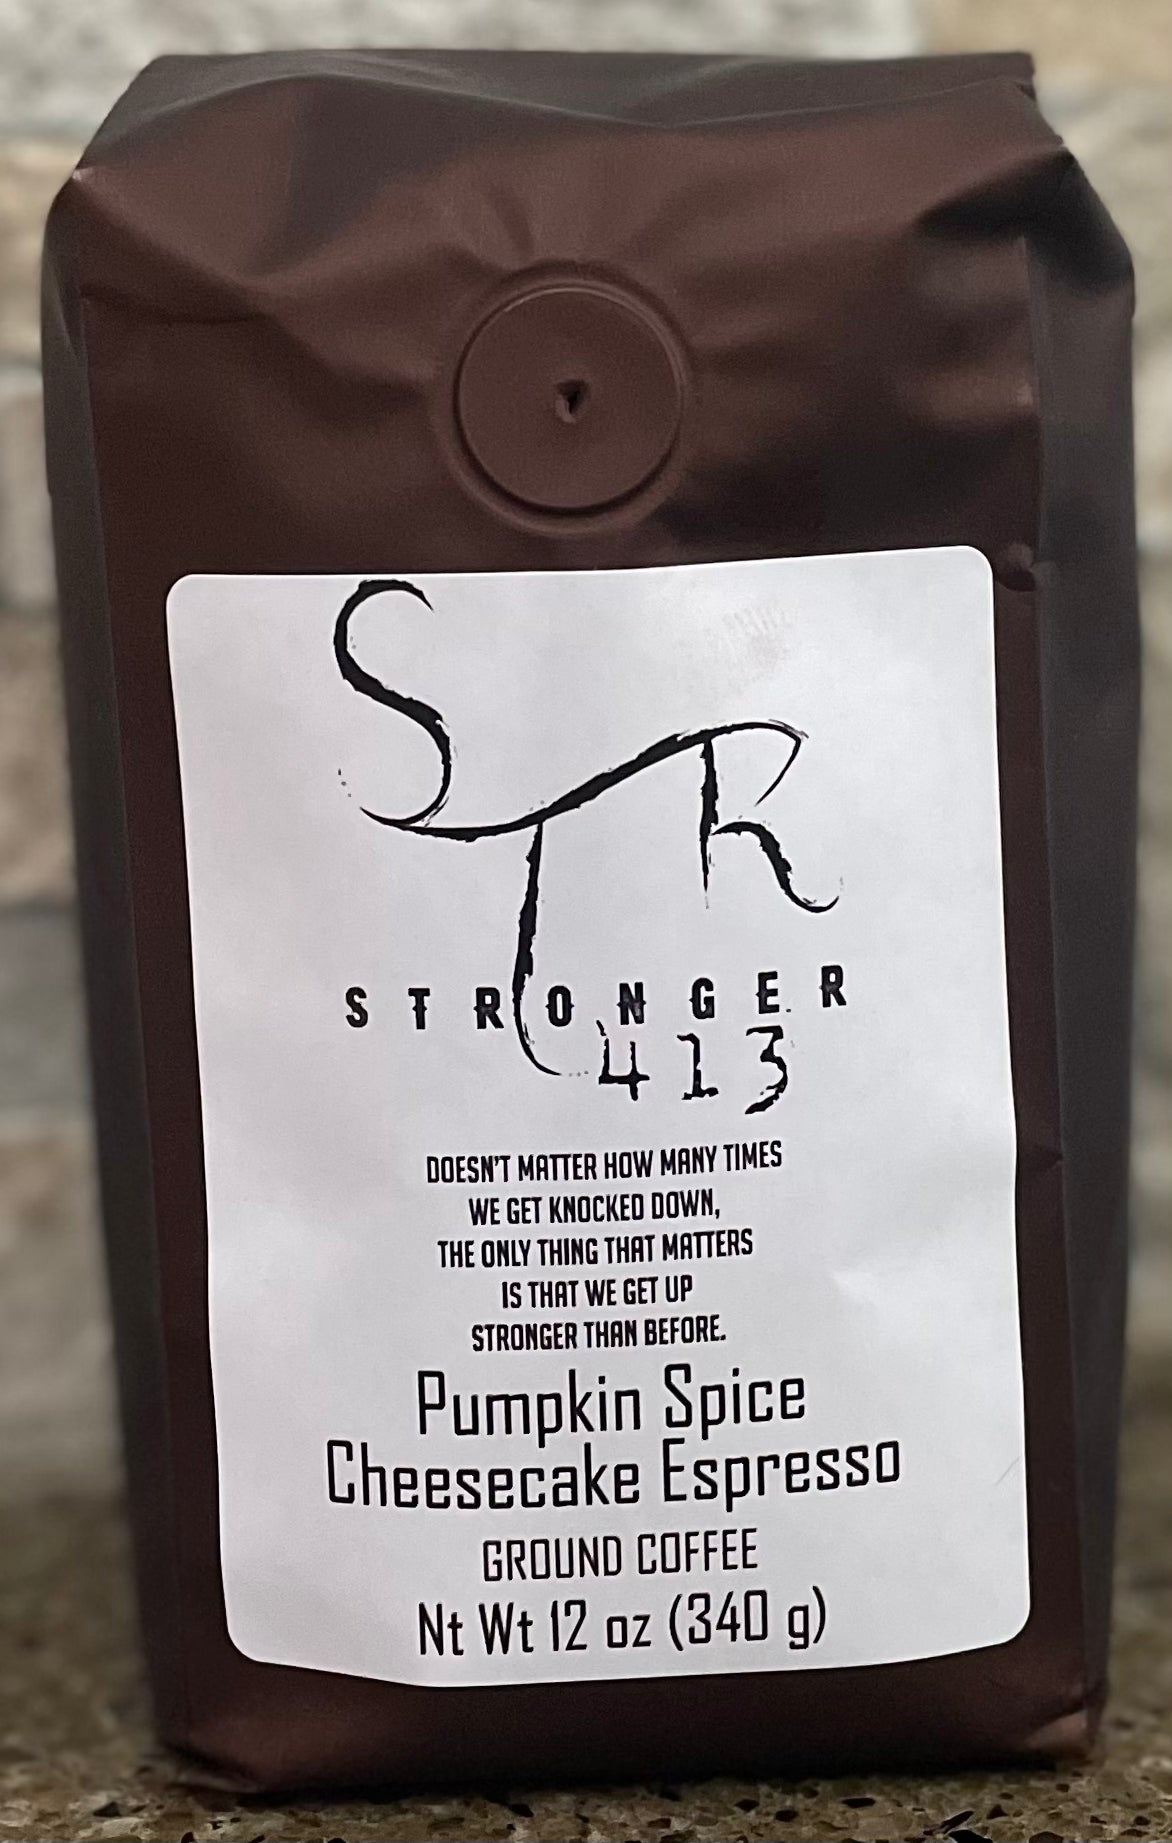 STR
STRONGER
413
DOESN'T MATTER HOW MANY TIMES
WE GET KNOCKED DOWN,
THE ONLY THING THAT MATTERS
IS THAT WE GET UP
STRONGER THAN BEFORE.
Pumpkin Spice
Cheesecake Espresso
GROUND COFFEE
Nt Wt 12 oz (340 g)